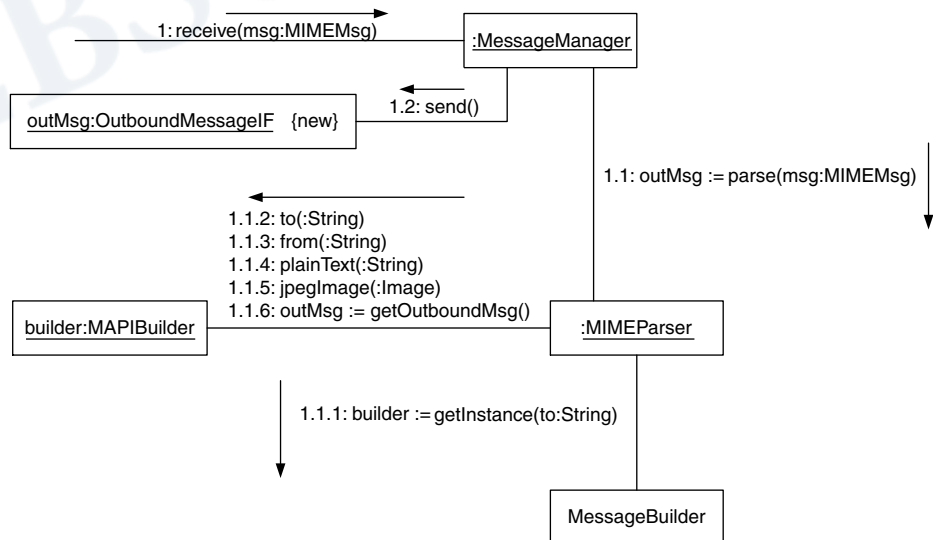 1: receive(msg:MIMEMsg)
:MessageManager
1.2: send()
outMsg:OutboundMessageIF {new}
1.1: outMsg := parse(msg:MIMEMsg)
1.1.2: to(:String)
1.1.3: from(:String)
1.1.4: plainText(:String)
1.1.5: jpegImage(:Image)
1.1.6: outMsg := getOutboundMsg()
builder:MAPIBuilder
:MIMEParser
1.1.1: builder := getInstance(to:String)
MessageBuilder